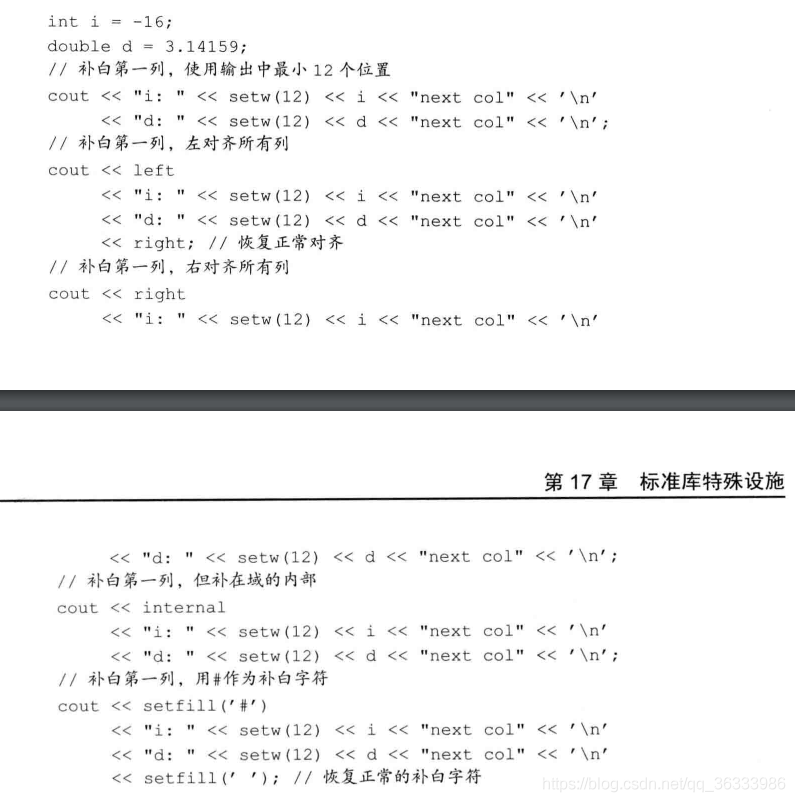 int i = -16;
double d = 3.14159;
// 补白第一列，使用输出中最小 12 个位置
cout << "i: " << setw(12) << i << "next col" << '\n'
<< "d: " << setw(12) << d << "next col" << '\n';
// 补白第一列，左对齐所有列
cout << left
<< "i: " << setw(12) << i << "next col" << '\n'
<< "d: " << setw(12) << d << "next col" << '\n'
<< right; // 恢复正常对齐
// 补白第一列，右对齐所有列
cout << right
<< "i: " << setw(12) << i << "next col" << '\n'
第 17 章 标准库特殊设施
<< "d: " << setw(12) << d << "next col" << '\n';
// 补白第一列，但补在域的内部
cout << internal
<< "i: " << setw(12) << i << "next col" << '\n'
<< "d: " << setw(12) << d << "next col" << '\n';
// 补白第一列，用#作为补白字符
cout << setfill('#')
<< "i: " << setw(12) << i << "next col" << '\n'
<< "d: " << setw(12) << d << "next col" << '\n'
<< setfill(' '); // 恢复正常的补白字符
https://blog.csdn.net/qq_36333986